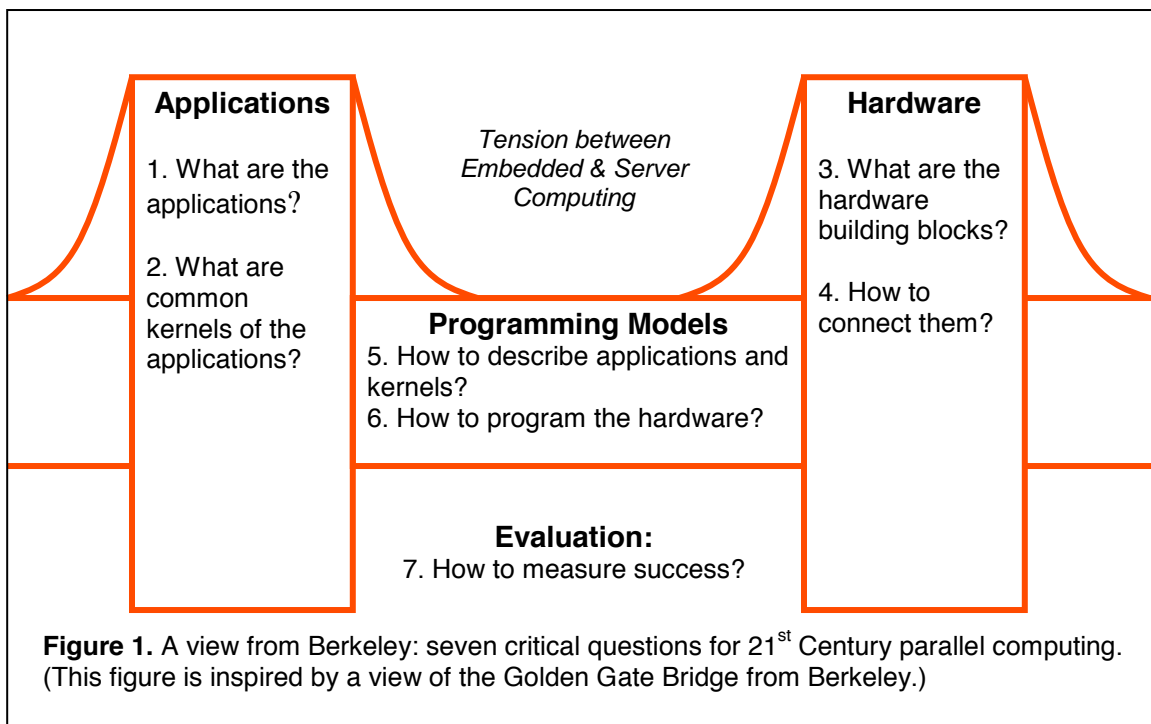 Applications
1. What are the
applications?
2. What are
common
kernels of the
applications?
Tension between
Embedded & Server
Computing
Hardware
3. What are the
hardware
building blocks?
4. How to
connect them?
Programming Models
5. How to describe applications and
kernels?
6. How to program the hardware?
Evaluation:
7. How to measure success?
Figure 1. A view from Berkeley: seven critical questions for 21st Century parallel computing.
(This figure is inspired by a view of the Golden Gate Bridge from Berkeley.)